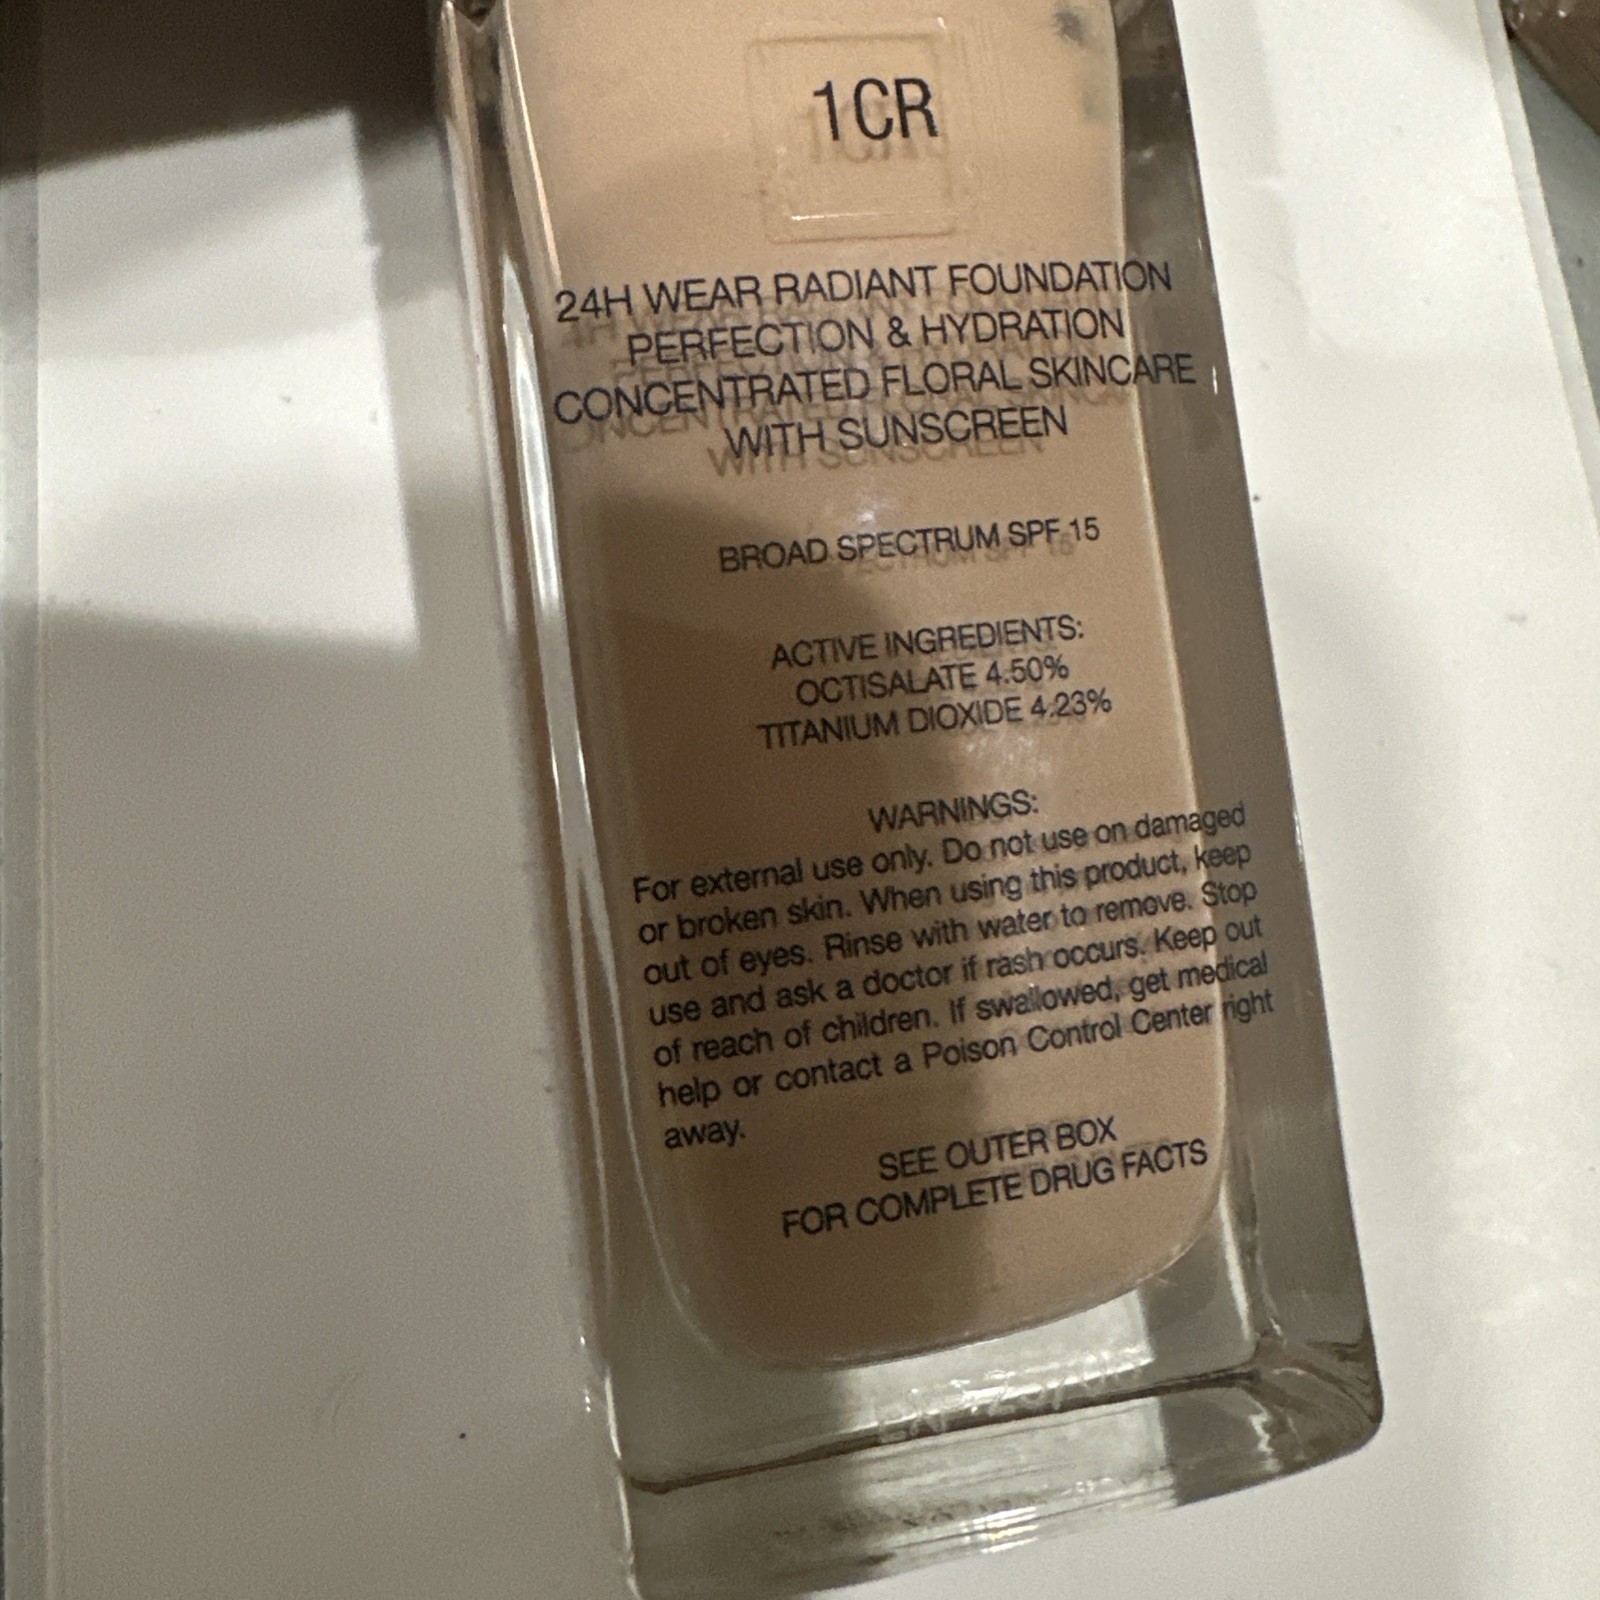 1CR
24H WEAR RADIANT FOUNDATION
PERFECTION & HYDRATION
CONCENTRATED FLORAL SKINCARE
WITH SUNSCREEN
BROAD SPECTRUM SPF 15
ACTIVE INGREDIENTS:
OCTISALATE 4.50%
TITANIUM DIOXIDE 4.23%
WARNINGS:
For external use only. Do not use on damaged
or broken skin. When using this product, keep
out of eyes. Rinse with water to remove. Stop
use and ask a doctor if rash occurs. Keep out
of reach of children. If swallowed, get medical
help or contact a Poison Control Center right
away.
SEE OUTER BOX
FOR COMPLETE DRUG FACTS